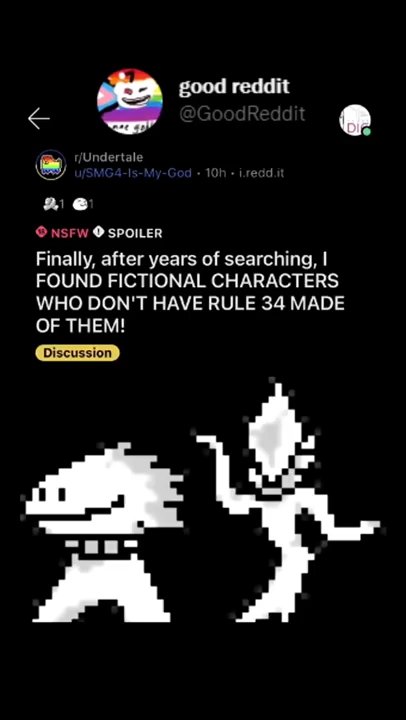 good reddit
@GoodReddit
r/Undertale
u/SMG4-Is-My-God · 10h · i.redd.it
1 1
NSFW SPOILER
Finally, after years of searching, I
FOUND FICTIONAL CHARACTERS
WHO DON'T HAVE RULE 34 MADE
OF THEM!
Discussion